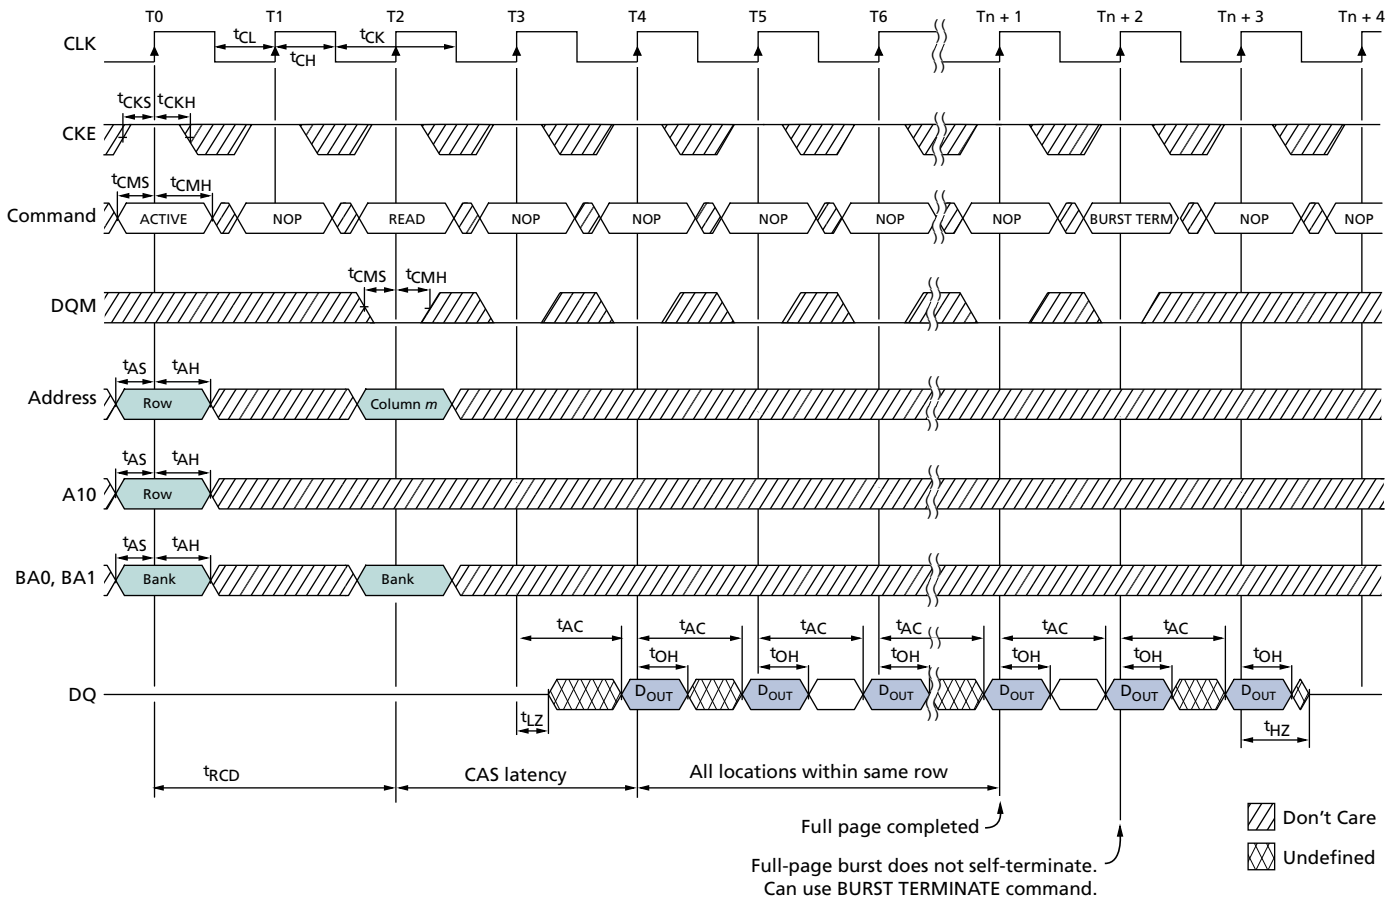 T0 T1 T2 T3 T4 T5 T6 Tn + 1 Tn + 2 Tn + 3 Tn + 4
CLK tCL tCH tCK
tCKS tCKH
CKE
tCMS tCMH
Command ACTIVE NOP READ NOP NOP NOP NOP NOP BURST TERM NOP NOP
tCMS tCMH
DQM
tAS tAH
Address Row Column m
tAS tAH
A10 Row
tAS tAH
BA0, BA1 Bank Bank
tAC tAC tAC tAC tAC tAC
tOH tOH tOH tOH tOH tOH
DQ DOUT DOUT DOUT DOUT DOUT DOUT
tLZ tHZ
tRCD CAS latency All locations within same row
Full page completed
Don't Care
Full-page burst does not self-terminate.
Can use BURST TERMINATE command.
Undefined